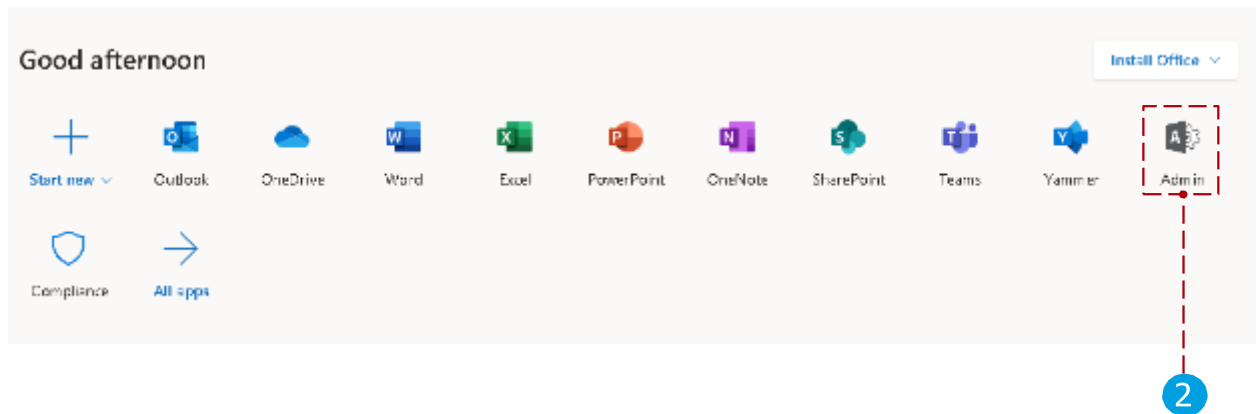 Good afternoon
Install Office
Start new
Outlook
OneDrive
Word
Excel
PowerPoint
OneNote
SharePoint
Teams
Yammer
Admin
Compliance
All apps
2